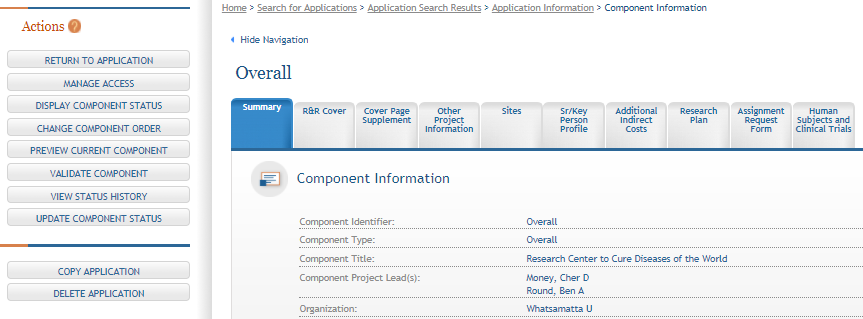 Actions ?
RETURN TO APPLICATION
MANAGE ACCESS
DISPLAY COMPONENT STATUS
CHANGE COMPONENT ORDER
PREVIEW CURRENT COMPONENT
VALIDATE COMPONENT
VIEW STATUS HISTORY
UPDATE COMPONENT STATUS
COPY APPLICATION
DELETE APPLICATION
Home > Search for Applications > Application Search Results > Application Information > Component Information
Hide Navigation
Overall
Summary
R&R Cover
Cover Page
Supplement
Other
Project
Information
Sites
Sr/Key
Person
Profile
Additional
Indirect
Costs
Research
Plan
Assignment
Request
Form
Human
Subjects and
Clinical Trials
Component Information
Component Identifier: Overall
Component Type: Overall
Component Title: Research Center to Cure Diseases of the World
Component Project Lead(s): Money, Cher D
Round, Ben A
Organization: Whatsamatta U